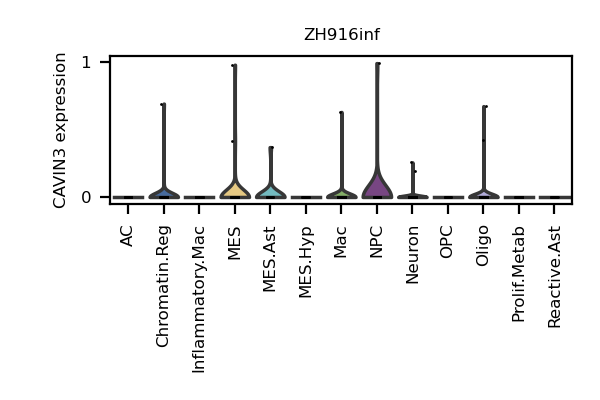 ZH916inf
CAVIN3 expression
1
0
AC
Chromatin.Reg
Inflammatory.Mac
MES
MES.Ast
MES.Hyp
Mac
NPC
Neuron
OPC
Oligo
Prolif.Metab
Reactive.Ast